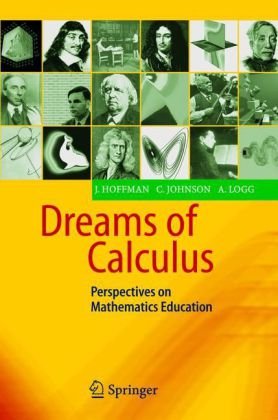 J. HOFFMAN C. JOHNSON A. LOGG
Dreams of
Calculus
Perspectives on
Mathematics Education
Springer